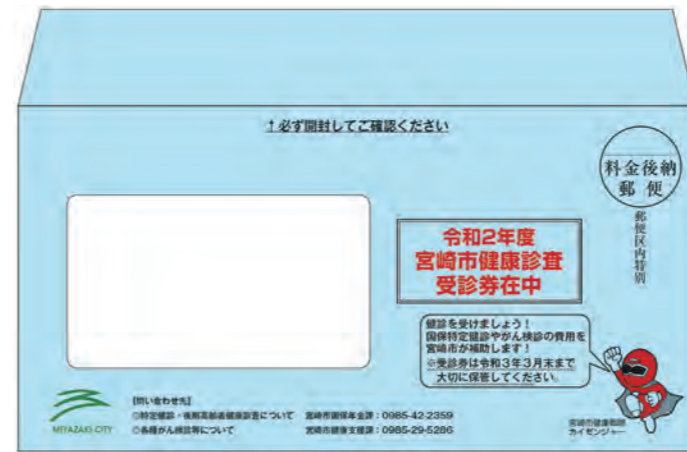 ↑必ず開封してご確認ください
料金後納
郵便
郵便区内特別
令和2年度
宮崎市健康診査
受診券在中
健診を受けましょう！
国保特定健診やがん検診の費用を
宮崎市が補助します！
※受診券は令和3年3月末まで
大切に保管してください。
MIYAZAKI CITY
【問い合わせ先】
○特定健診・後期高齢者健康診査について 宮崎市国保年金課：0985-42-2359
○各種がん検診等について 宮崎市健康支援課：0985-29-5286
カイゼンジャー